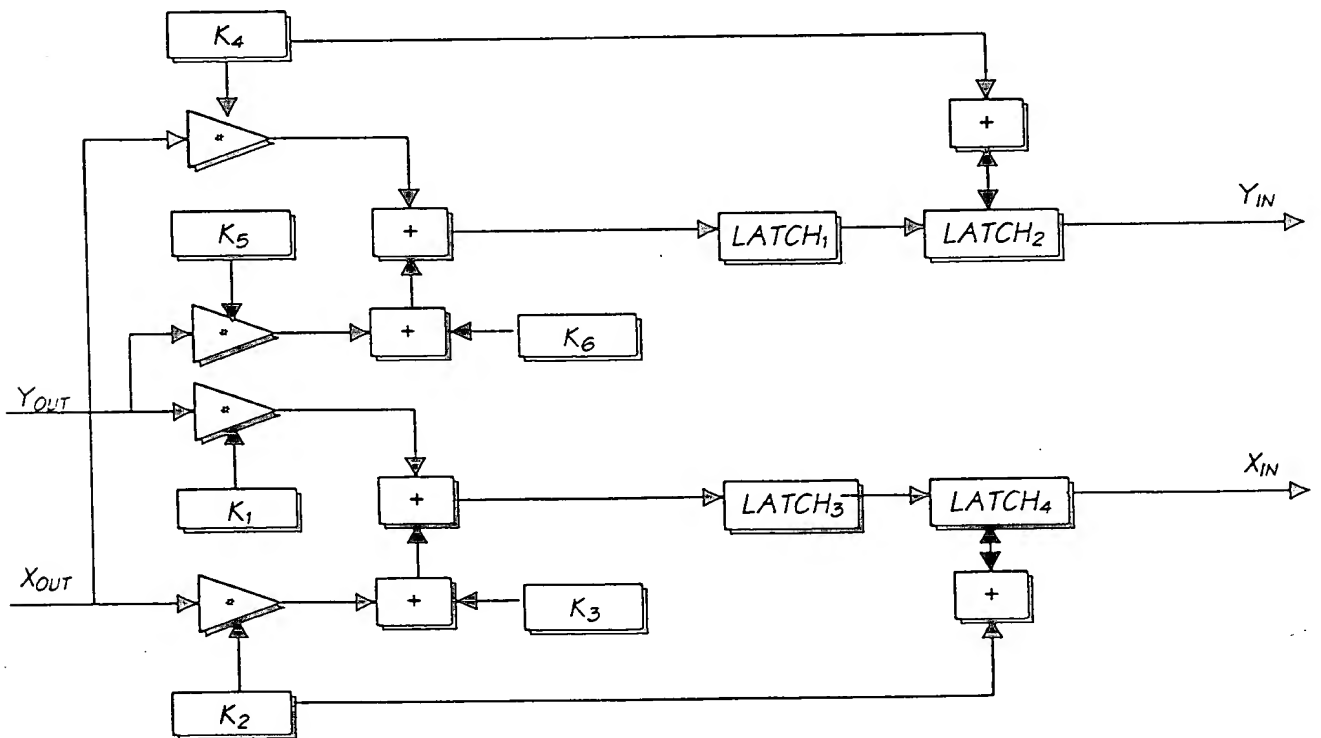 K4
*
+
K5
+
LATCH1
LATCH2
YIN
*
+
K6
YOUT
*
K1
+
LATCH3
LATCH4
XIN
XOUT
*
+
K3
+
K2